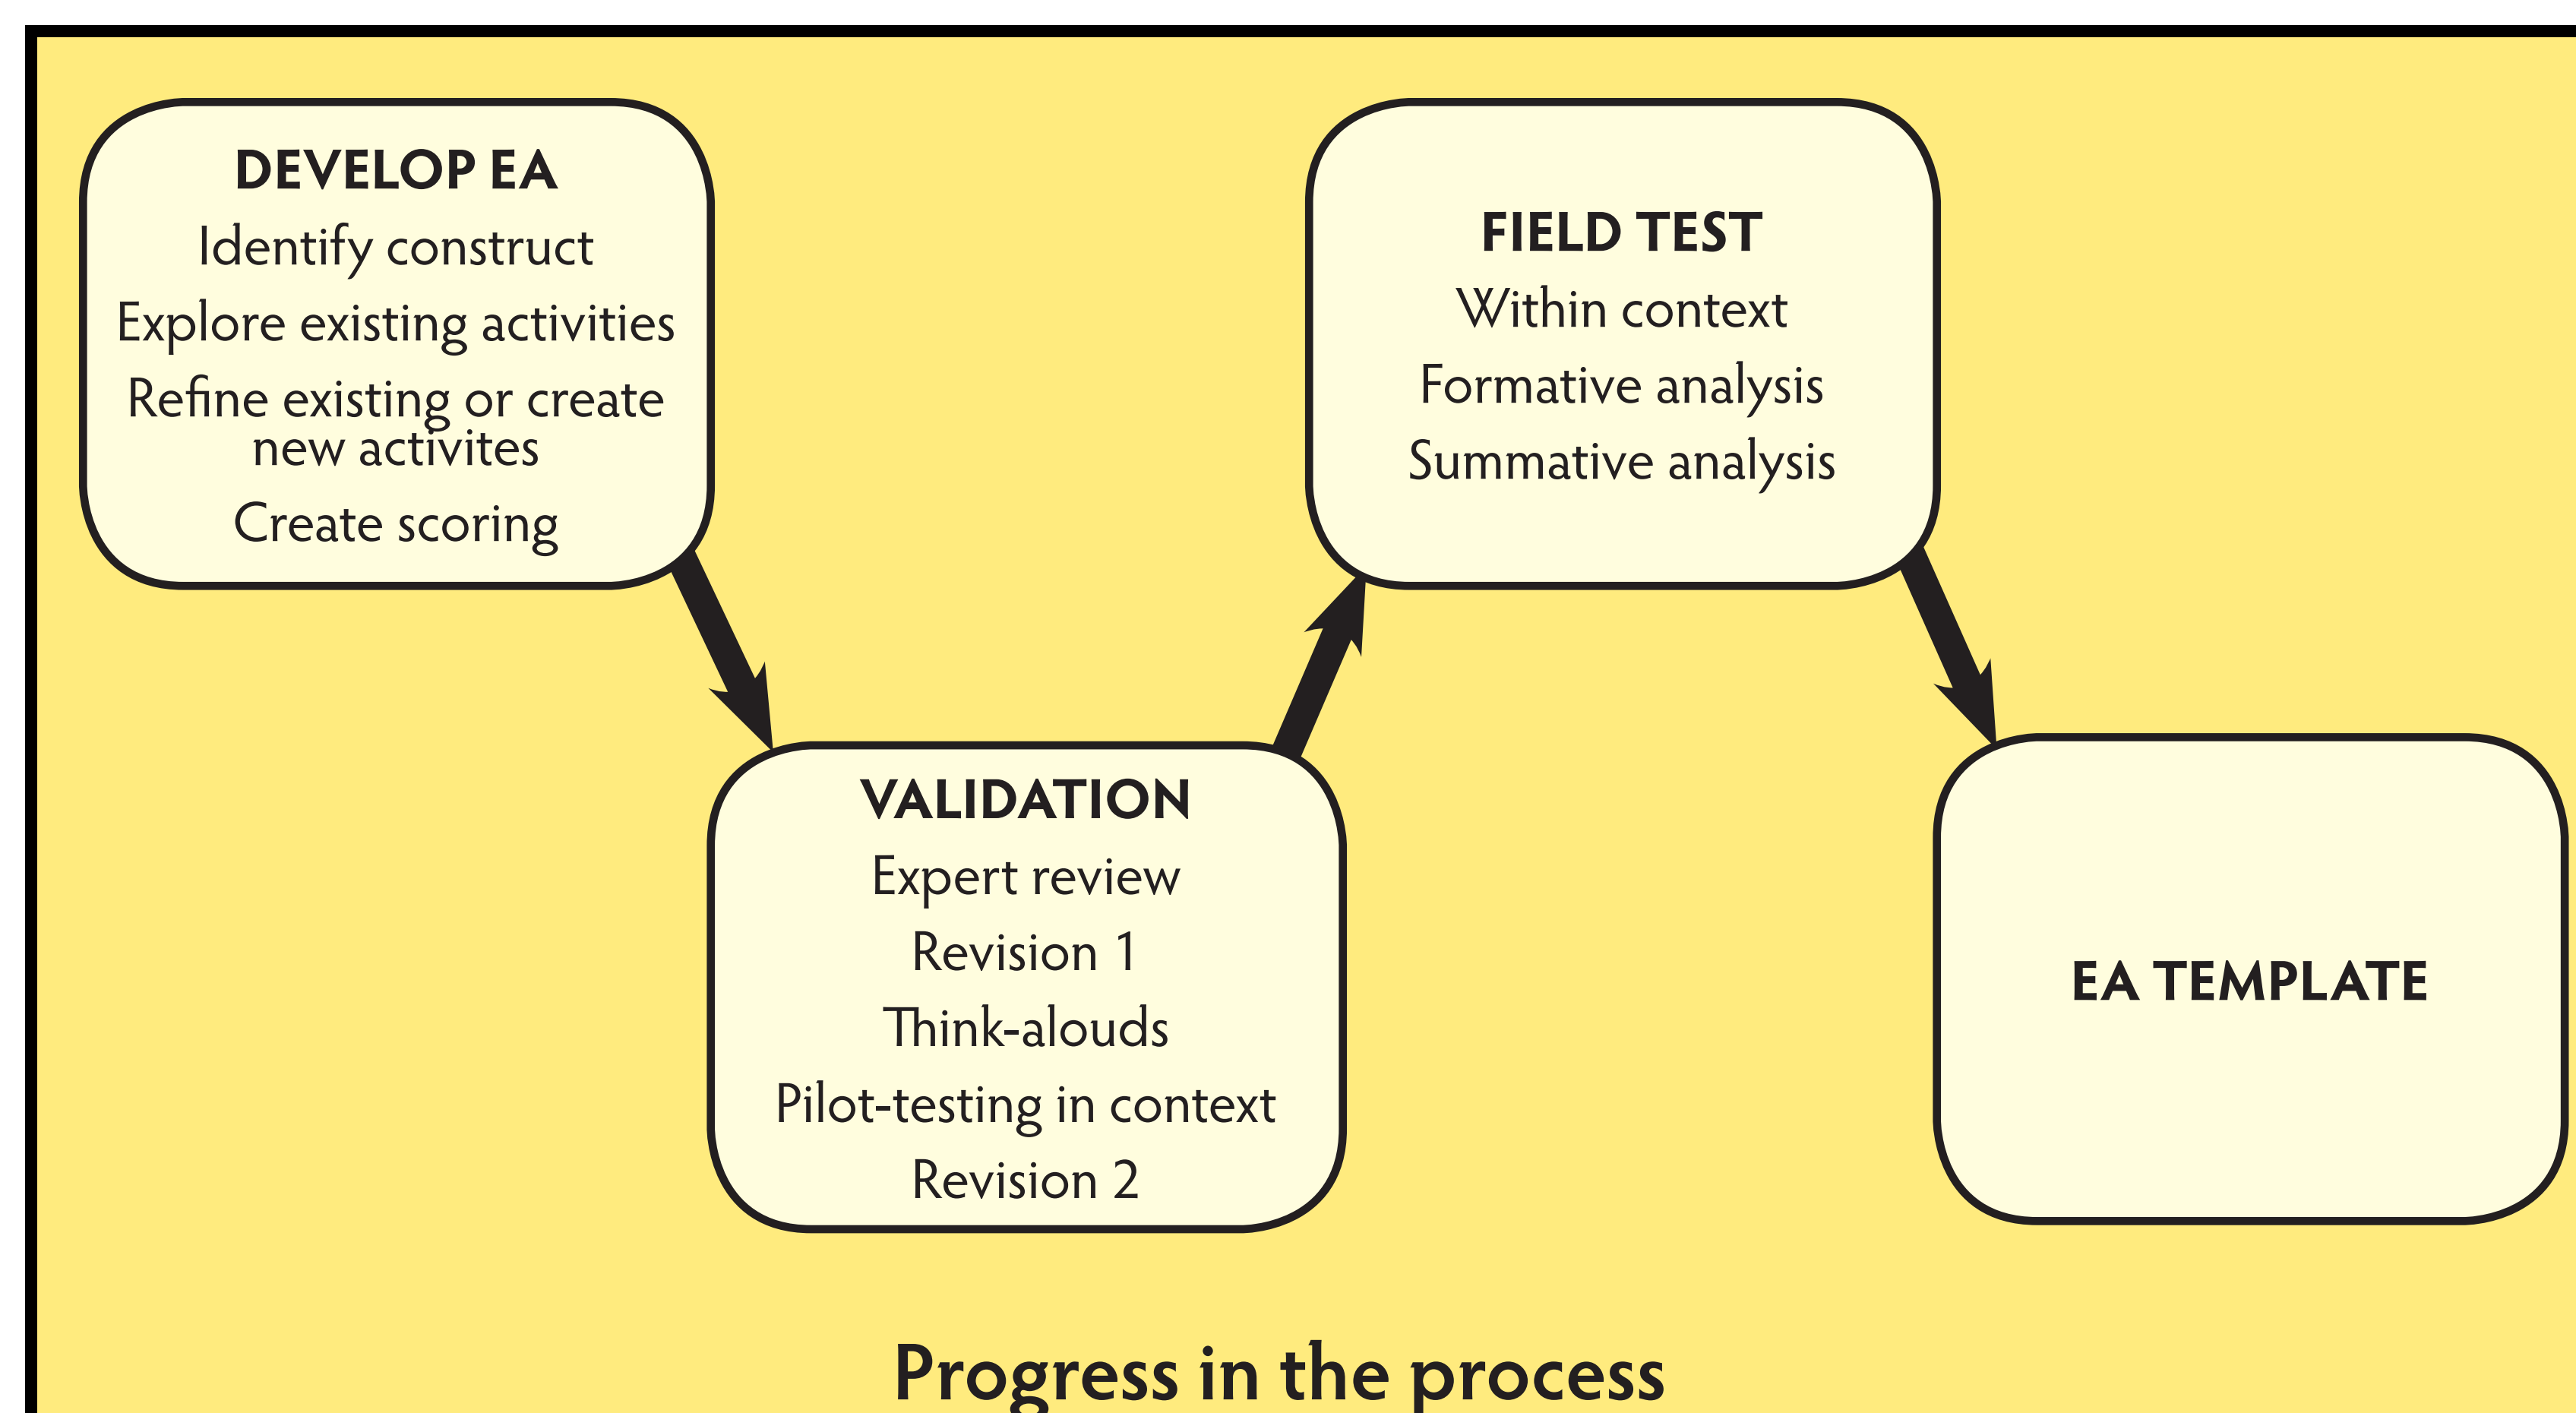 DEVELOP EA
Identify construct
Explore existing activities
Refine existing or create
new activites
Create scoring
VALIDATION
Expert review
Revision 1
Think-alouds
Pilot-testing in context
Revision 2
FIELD TEST
Within context
Formative analysis
Summative analysis
EA TEMPLATE
Progress in the process